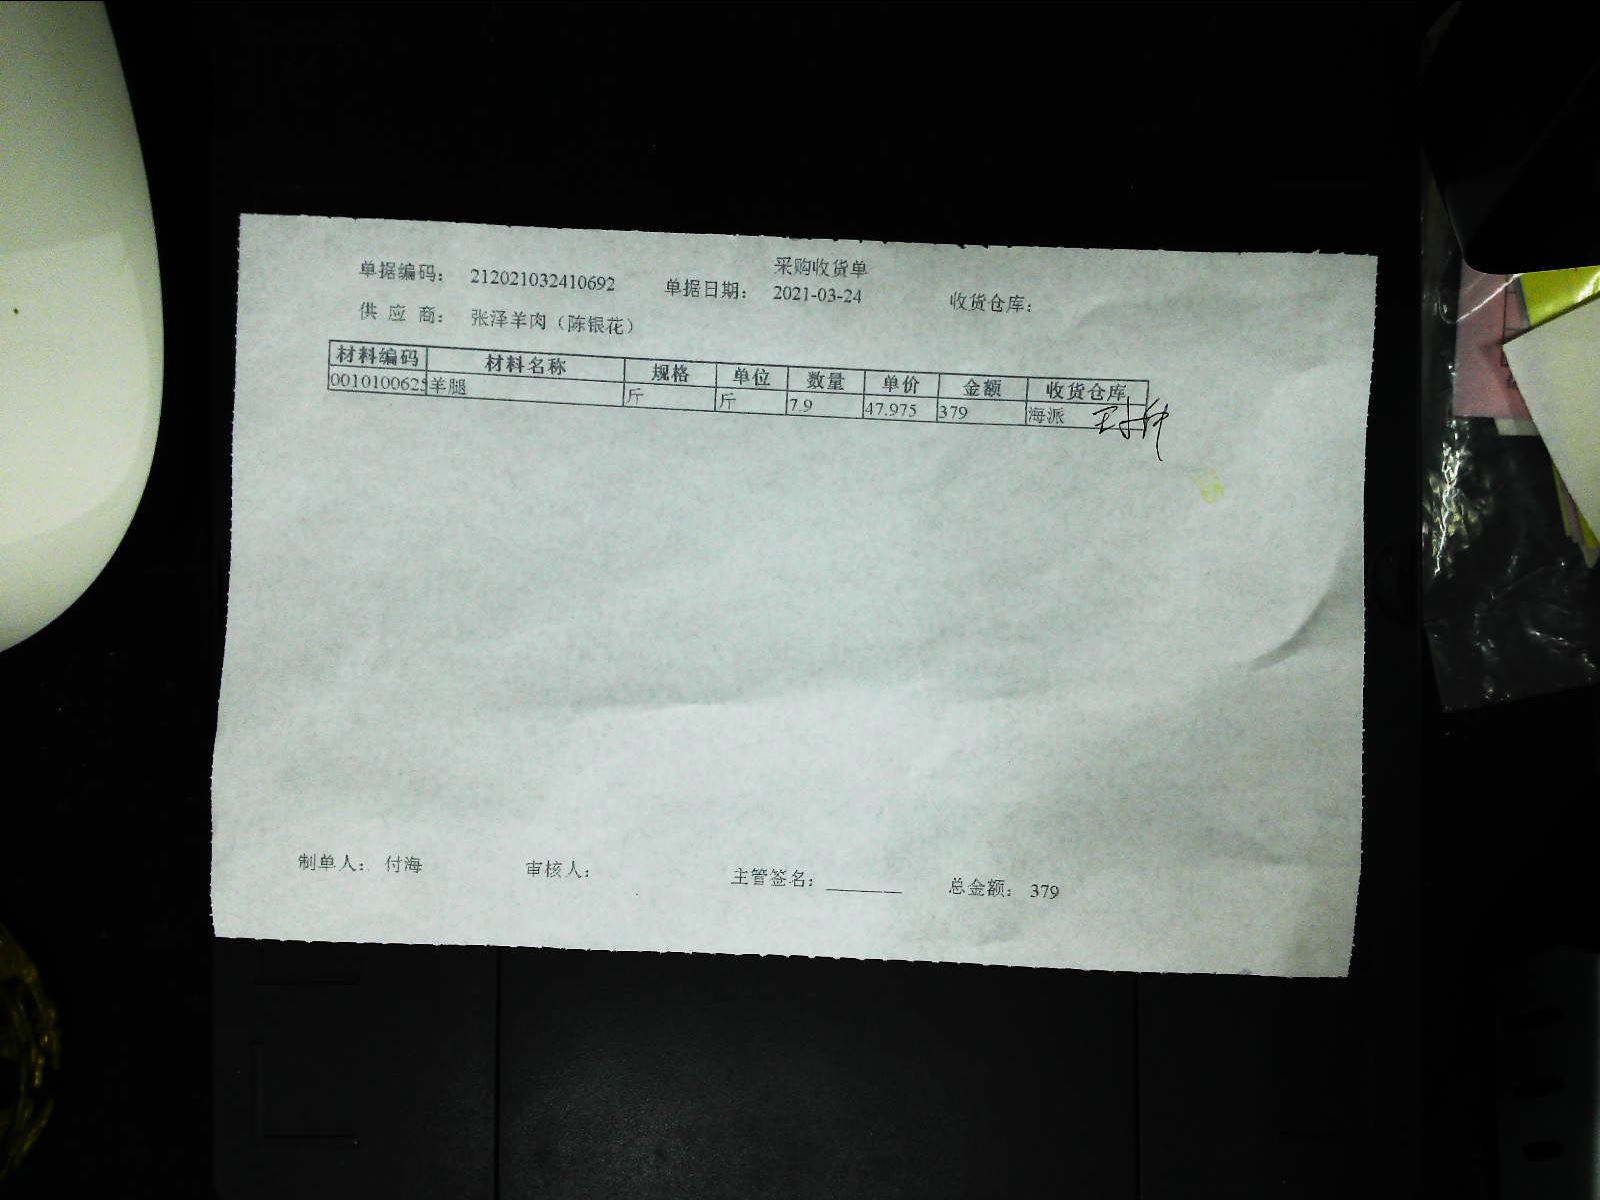 采购收货单
单据编码: 212021032410692 单据日期: 2021-03-24 收货仓库:
供 应 商: 张泽羊肉（陈银花）
材料编码 材料名称 规格 单位 数量 单价 金额 收货仓库
0010100625 羊腿 斤 斤 7.9 47.975 379 海派
制单人: 付海 审核人: 主管签名: ________ 总金额: 379